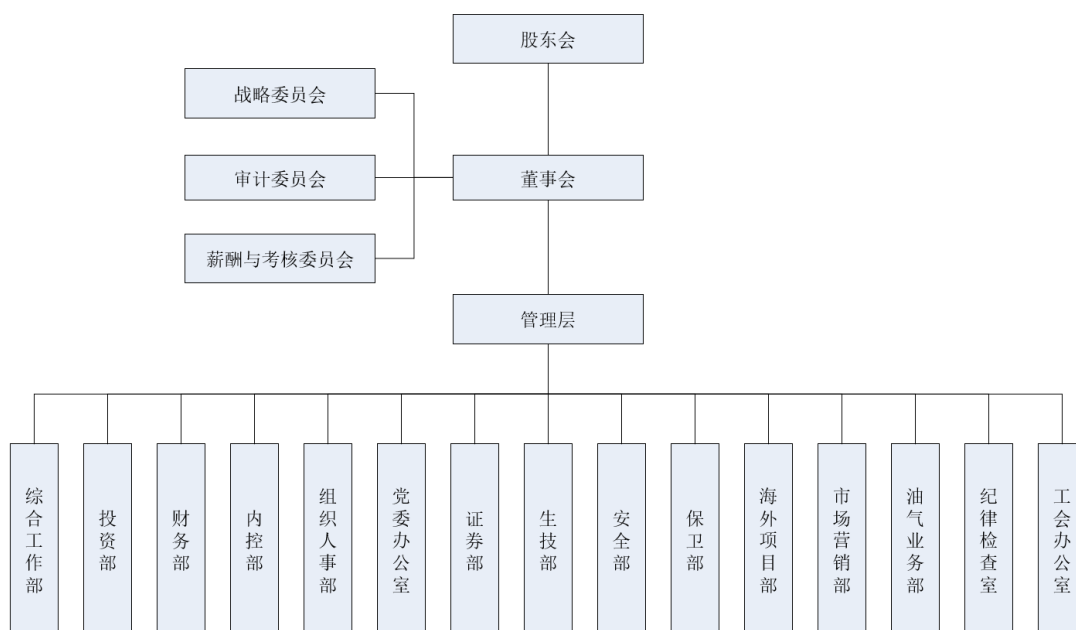 股东会
战略委员会
审计委员会
董事会
薪酬与考核委员会
管理层
综合工作部
投资部
财务部
内控部
组织人事部
党委办公室
证券部
生技部
安全部
保卫部
海外项目部
市场营销部
油气业务部
纪律检查室
工会办公室